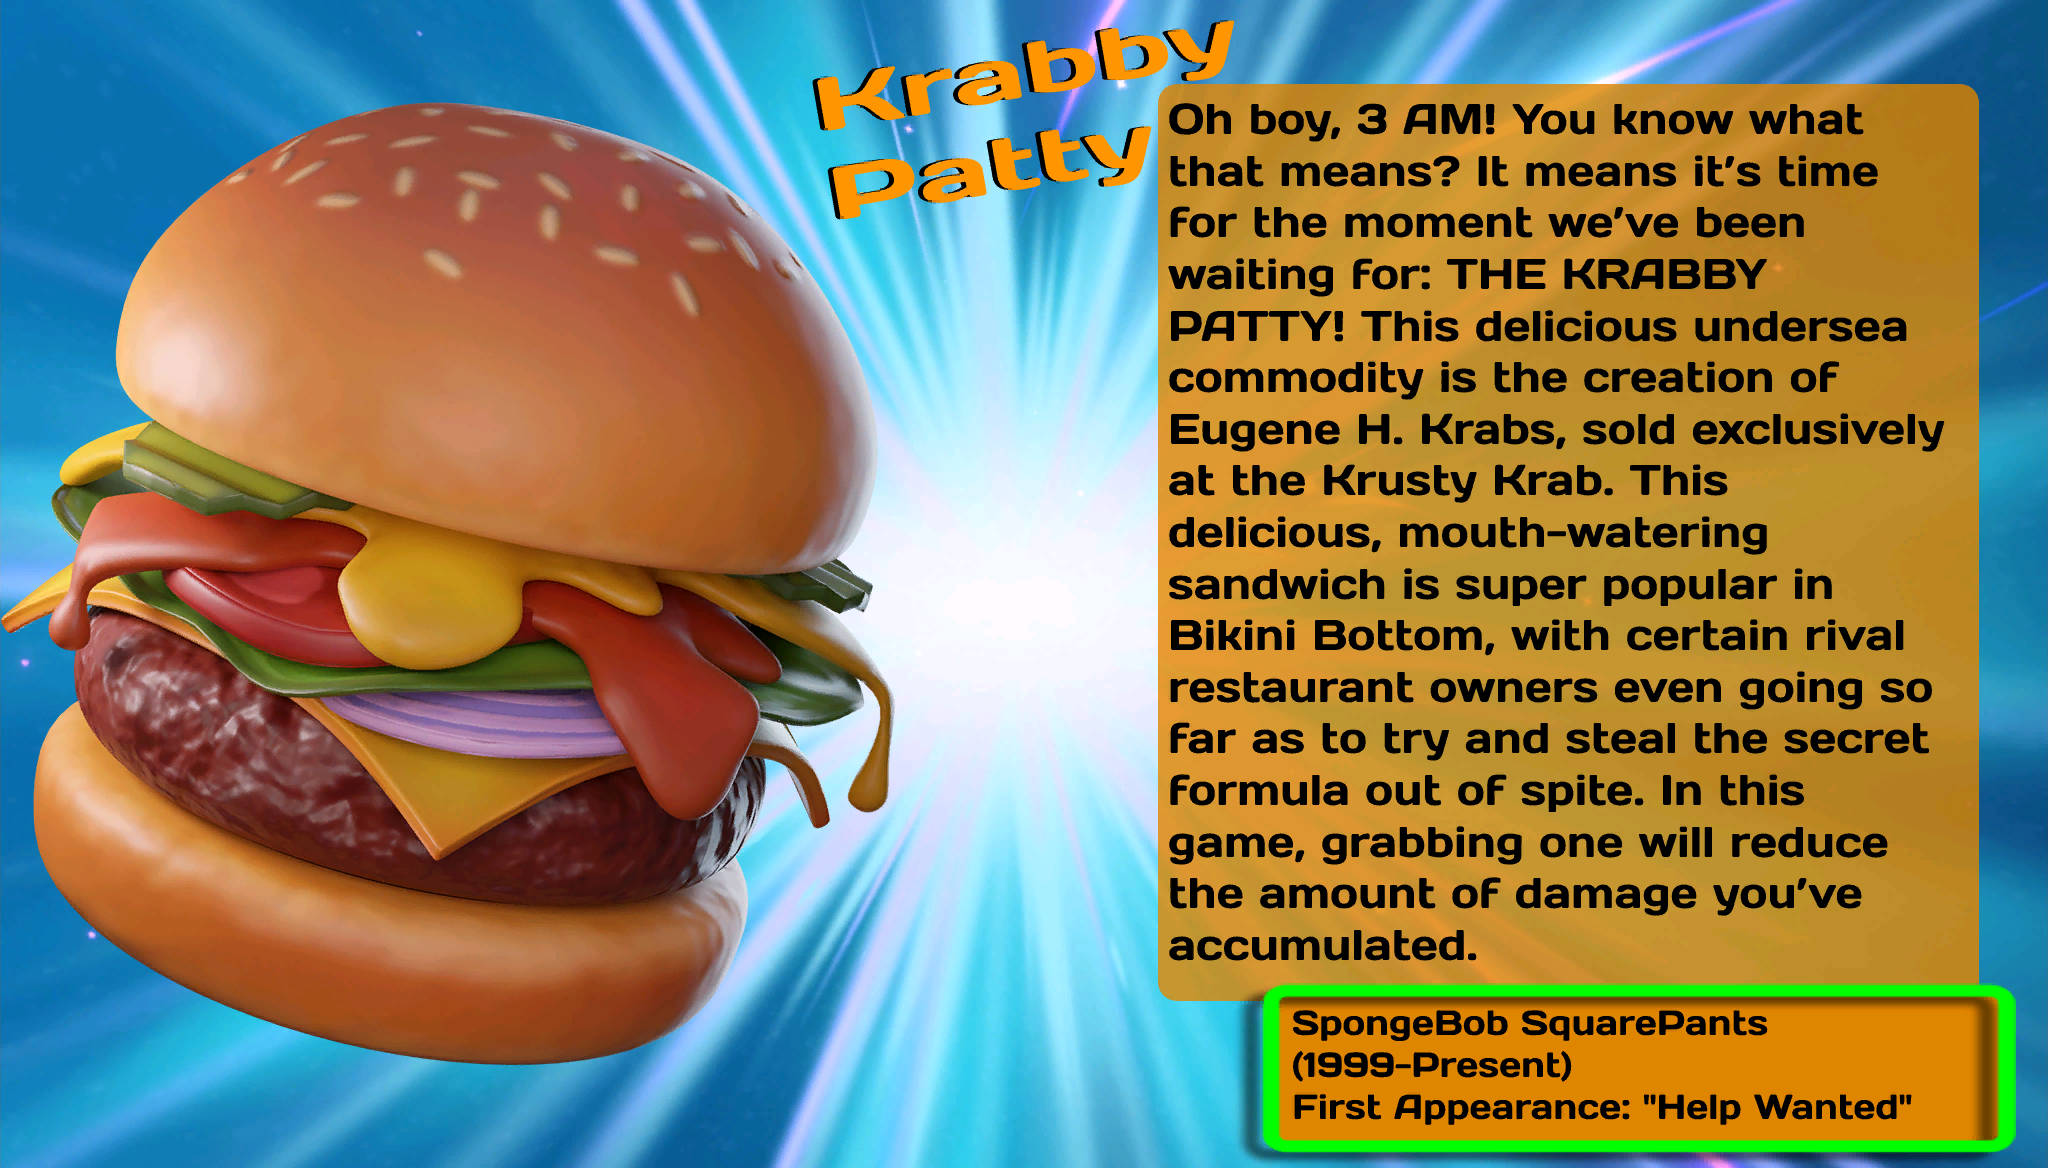 Krabby
Patty
Oh boy, 3 AM! You know what
that means? It means it's time
for the moment we've been
waiting for: THE KRABBY
PATTY! This delicious undersea
commodity is the creation of
Eugene H. Krabs, sold exclusively
at the Krusty Krab. This
delicious, mouth-watering
sandwich is super popular in
Bikini Bottom, with certain rival
restaurant owners even going so
far as to try and steal the secret
formula out of spite. In this
game, grabbing one will reduce
the amount of damage you've
accumulated.
SpongeBob SquarePants
(1999-Present)
First Appearance: "Help Wanted"